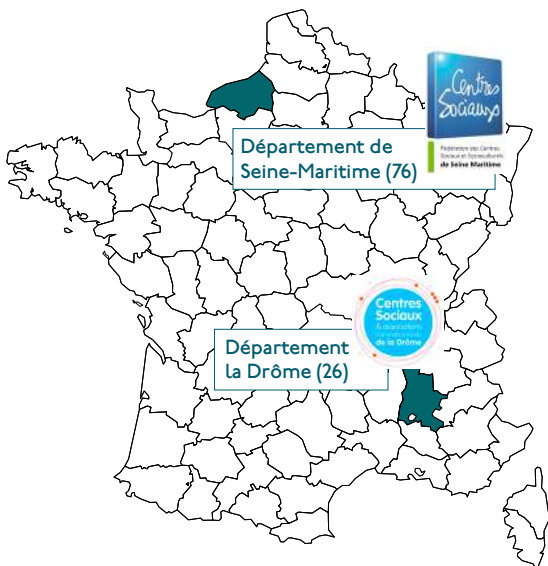 Centres
Sociaux
Fédération des Centres
Sociaux et Socioculturels
de Seine Maritime
Département de
Seine-Maritime (76)
Centres
Sociaux
de la Drôme
Département
la Drôme (26)